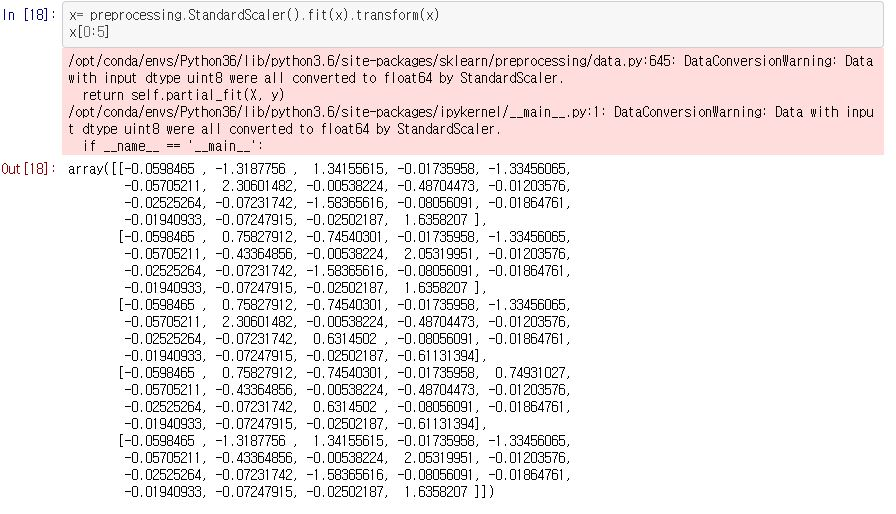 In [18]: x= preprocessing.StandardScaler().fit(x).transform(x)
x[0:5]
/opt/conda/envs/Python36/lib/python3.6/site-packages/sklearn/preprocessing/data.py:645: DataConversionWarning: Data
with input dtype uint8 were all converted to float64 by StandardScaler.
return self.partial_fit(X, y)
/opt/conda/envs/Python36/lib/python3.6/site-packages/ipykernel/__main__.py:1: DataConversionWarning: Data with inpu
t dtype uint8 were all converted to float64 by StandardScaler.
if __name__ == '__main__':
Out[18]: array([[-0.0598465 , -1.3187756 ,  1.34155615, -0.01735958, -1.33456065,
-0.05705211,  2.30601482, -0.00538224, -0.48704473, -0.01203576,
-0.02525264, -0.07231742, -1.58365616, -0.08056091, -0.01864761,
-0.01940933, -0.07247915, -0.02502187,  1.6358207 ],
[-0.0598465 ,  0.75827912, -0.74540301, -0.01735958, -1.33456065,
-0.05705211, -0.43364856, -0.00538224,  2.05319951, -0.01203576,
-0.02525264, -0.07231742, -1.58365616, -0.08056091, -0.01864761,
-0.01940933, -0.07247915, -0.02502187,  1.6358207 ],
[-0.0598465 ,  0.75827912, -0.74540301, -0.01735958, -1.33456065,
-0.05705211,  2.30601482, -0.00538224, -0.48704473, -0.01203576,
-0.02525264, -0.07231742,  0.6314502 , -0.08056091, -0.01864761,
-0.01940933, -0.07247915, -0.02502187, -0.61131394],
[-0.0598465 ,  0.75827912, -0.74540301, -0.01735958,  0.74931027,
-0.05705211, -0.43364856, -0.00538224, -0.48704473, -0.01203576,
-0.02525264, -0.07231742,  0.6314502 , -0.08056091, -0.01864761,
-0.01940933, -0.07247915, -0.02502187, -0.61131394],
[-0.0598465 , -1.3187756 ,  1.34155615, -0.01735958, -1.33456065,
-0.05705211, -0.43364856, -0.00538224,  2.05319951, -0.01203576,
-0.02525264, -0.07231742, -1.58365616, -0.08056091, -0.01864761,
-0.01940933, -0.07247915, -0.02502187,  1.6358207 ]])